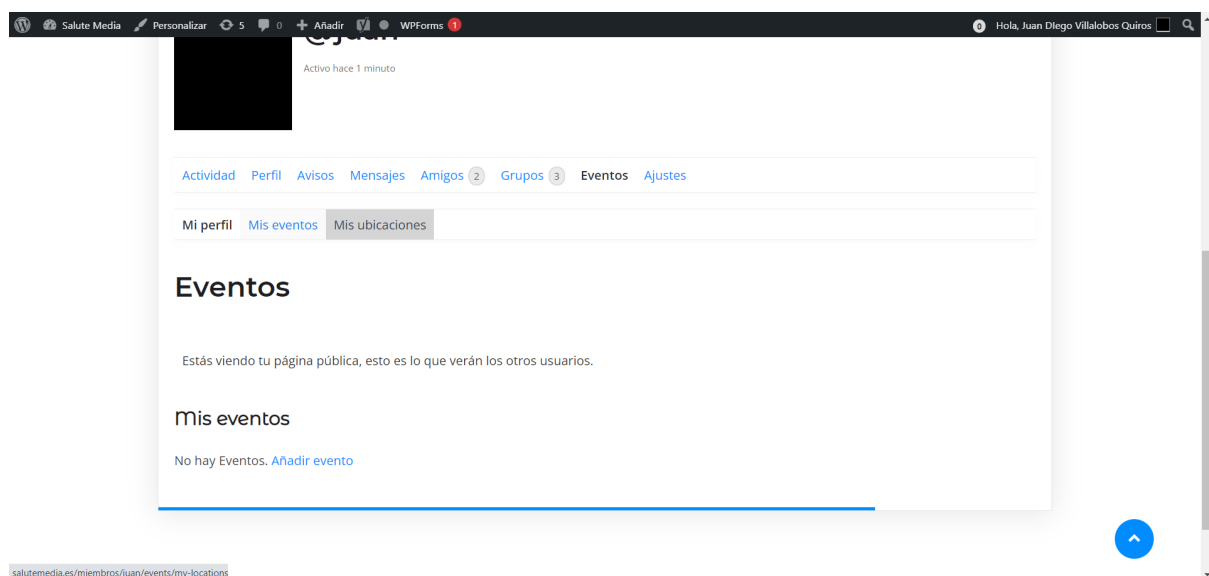 Salute Media Personalizar 5 0 + Añadir WPForms 1 0 Hola, Juan DIego Villalobos Quiros
@juan
Activo hace 1 minuto
Actividad Perfil Avisos Mensajes Amigos 2 Grupos 3 Eventos Ajustes
Mi perfil Mis eventos Mis ubicaciones
Eventos
Estás viendo tu página pública, esto es lo que verán los otros usuarios.
Mis eventos
No hay Eventos. Añadir evento
salutemedia.es/miembros/juan/events/my-locations